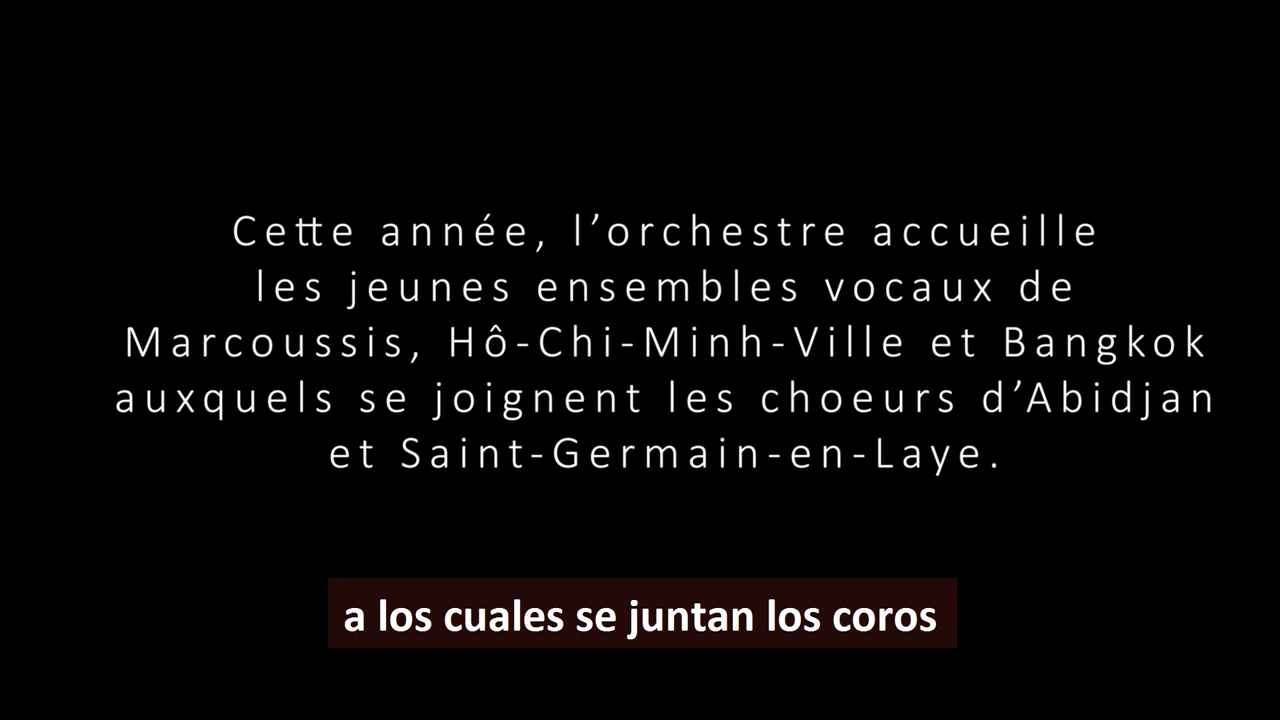 Cette année, l’orchestre accueille
les jeunes ensembles vocaux de
Marcoussis, Hô-Chi-Minh-Ville et Bangkok
auxquels se joignent les choeurs d’Abidjan
et Saint-Germain-en-Laye.
a los cuales se juntan los coros